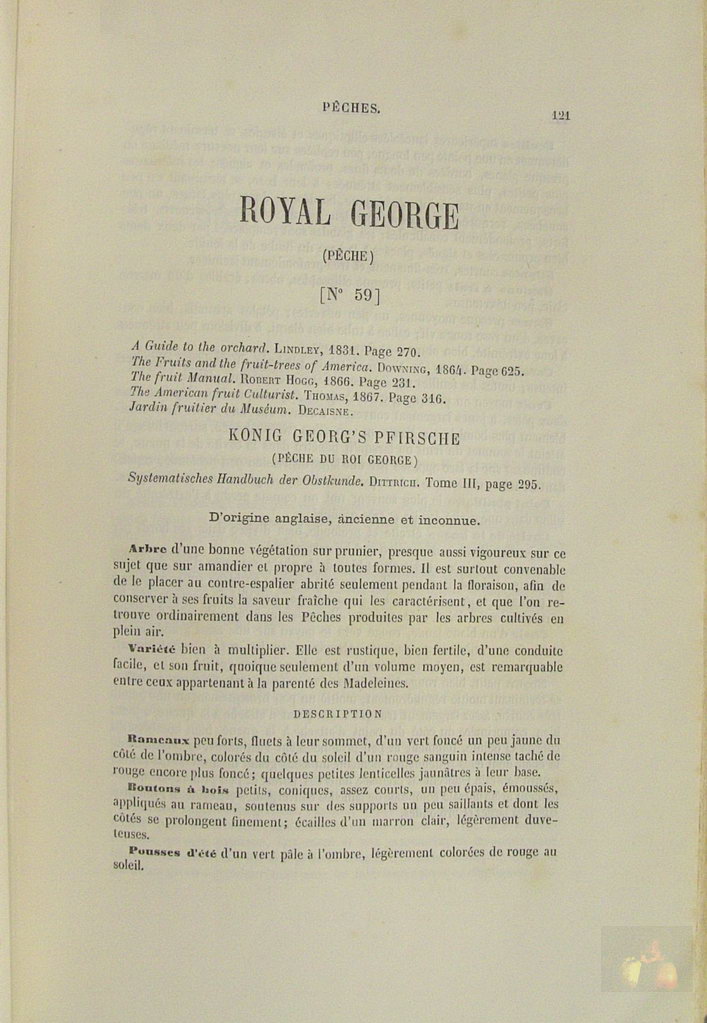 PÊCHES.
121
ROYAL GEORGE
(PÊCHE)
[N° 59]
A Guide to the orchard. LINDLEY, 1831. Page 270.
The Fruits and the fruit-trees of America. DOWNING, 1864. Page 625.
The fruit Manual. ROBERT HOGG, 1866. Page 231.
The American fruit Culturist. THOMAS, 1867. Page 316.
Jardin fruitier du Muséum. DECAISNE.
KÖNIG GEORG'S PFIRSCHE
(PÊCHE DU ROI GEORGE)
Systematisches Handbuch der Obstkunde. DITTRICH. Tome III, page 295.
D'origine anglaise, ancienne et inconnue.
Arbre d'une bonne végétation sur prunier, presque aussi vigoureux sur ce
sujet que sur amandier et propre à toutes formes. Il est surtout convenable
de le placer au contre-espalier abrité seulement pendant la floraison, afin de
conserver à ses fruits la saveur fraîche qui les caractérisent, et que l'on re-
trouve ordinairement dans les Pêches produites par les arbres cultivés en
plein air.
Variété bien à multiplier. Elle est rustique, bien fertile, d'une conduite
facile, et son fruit, quoique seulement d'un volume moyen, est remarquable
entre ceux appartenant à la parenté des Madeleines.
DESCRIPTION
Rameaux peu forts, fluets à leur sommet, d'un vert foncé un peu jaune du
côté de l'ombre, colorés du côté du soleil d'un rouge sanguin intense taché de
rouge encore plus foncé; quelques petites lenticelles jaunâtres à leur base.
Boutons à bois petits, coniques, assez courts, un peu épais, émoussés,
appliqués au rameau, soutenus sur des supports un peu saillants et dont les
côtés se prolongent finement; écailles d'un marron clair, légèrement duve-
teuses.
Pousses d'été d'un vert pâle à l'ombre, légèrement colorées de rouge au
soleil.